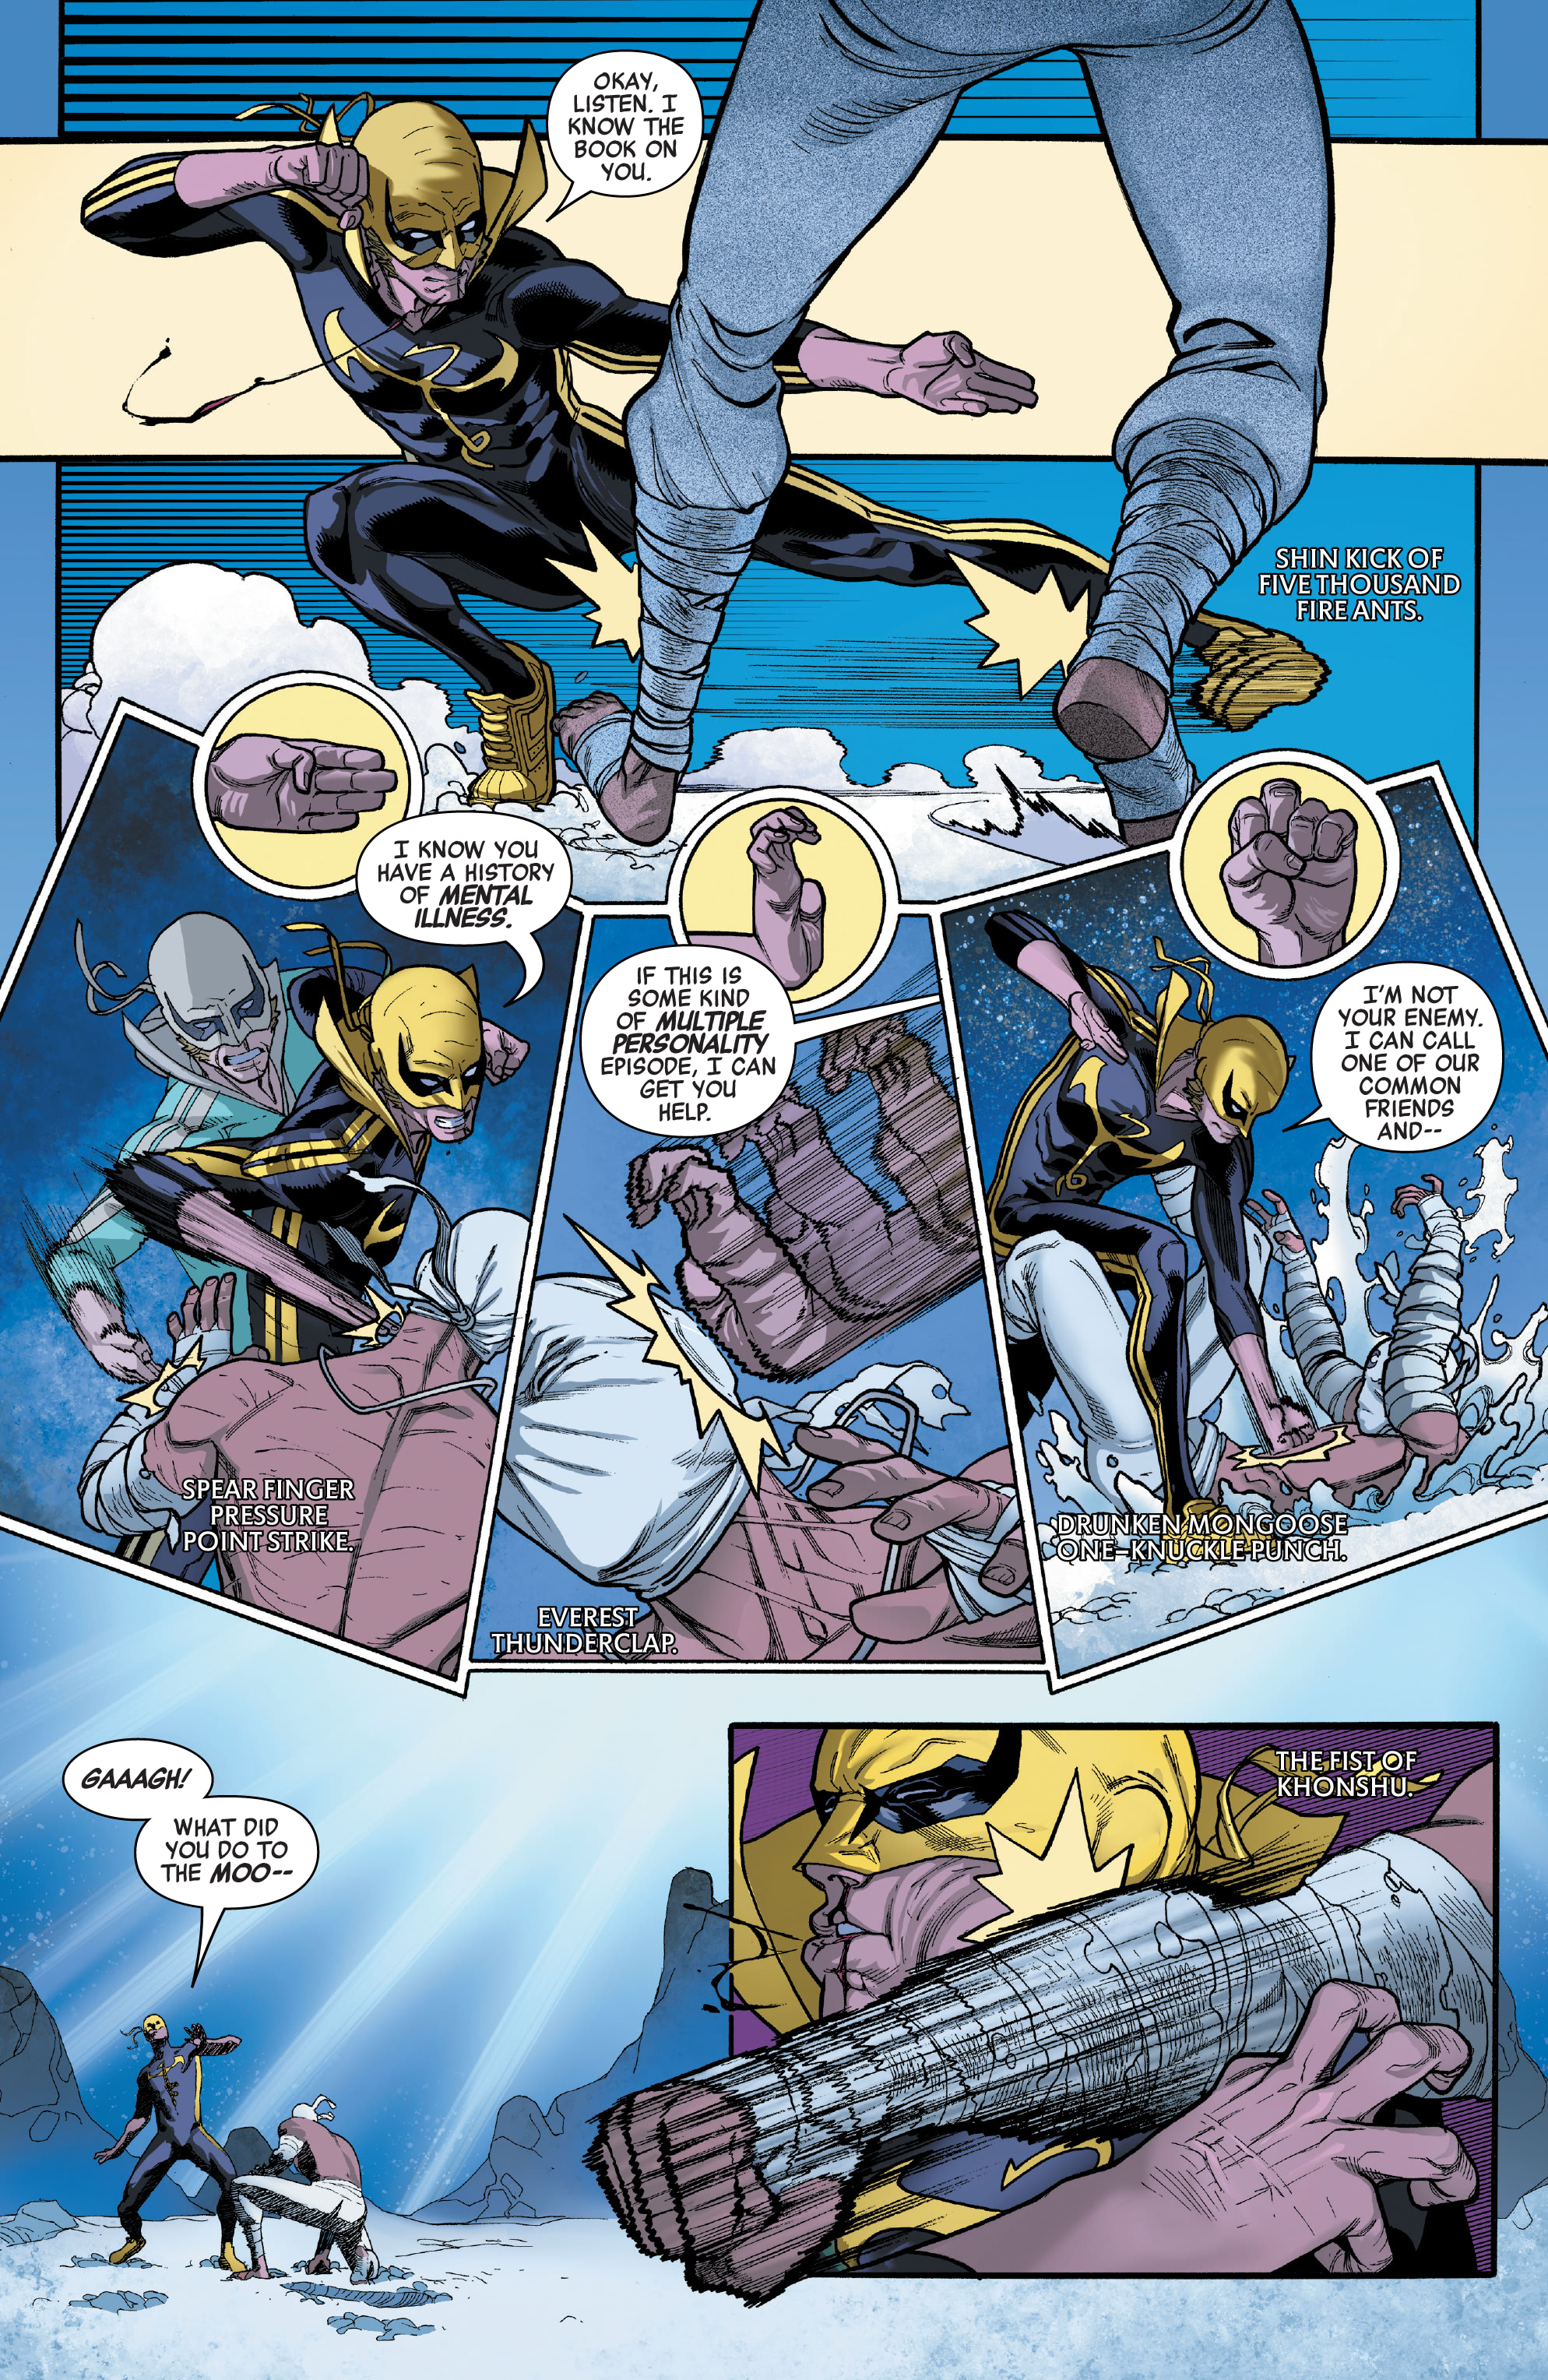 OKAY,
LISTEN. I
KNOW THE
BOOK ON
YOU.
SHIN KICK OF
FIVE THOUSAND
FIRE ANTS.
I KNOW YOU
HAVE A HISTORY
OF MENTAL
ILLNESS.
SPEAR FINGER
PRESSURE
POINT STRIKE.
IF THIS IS
SOME KIND
OF MULTIPLE
PERSONALITY
EPISODE, I CAN
GET YOU
HELP.
EVEREST
THUNDERCLAP.
I'M NOT
YOUR ENEMY.
I CAN CALL
ONE OF OUR
COMMON
FRIENDS
AND--
DRUNKEN MONGOOSE
ONE-KNUCKLE PUNCH.
GAAAGH!
WHAT DID
YOU DO TO
THE MOO--
THE FIST OF
KHONSHU.